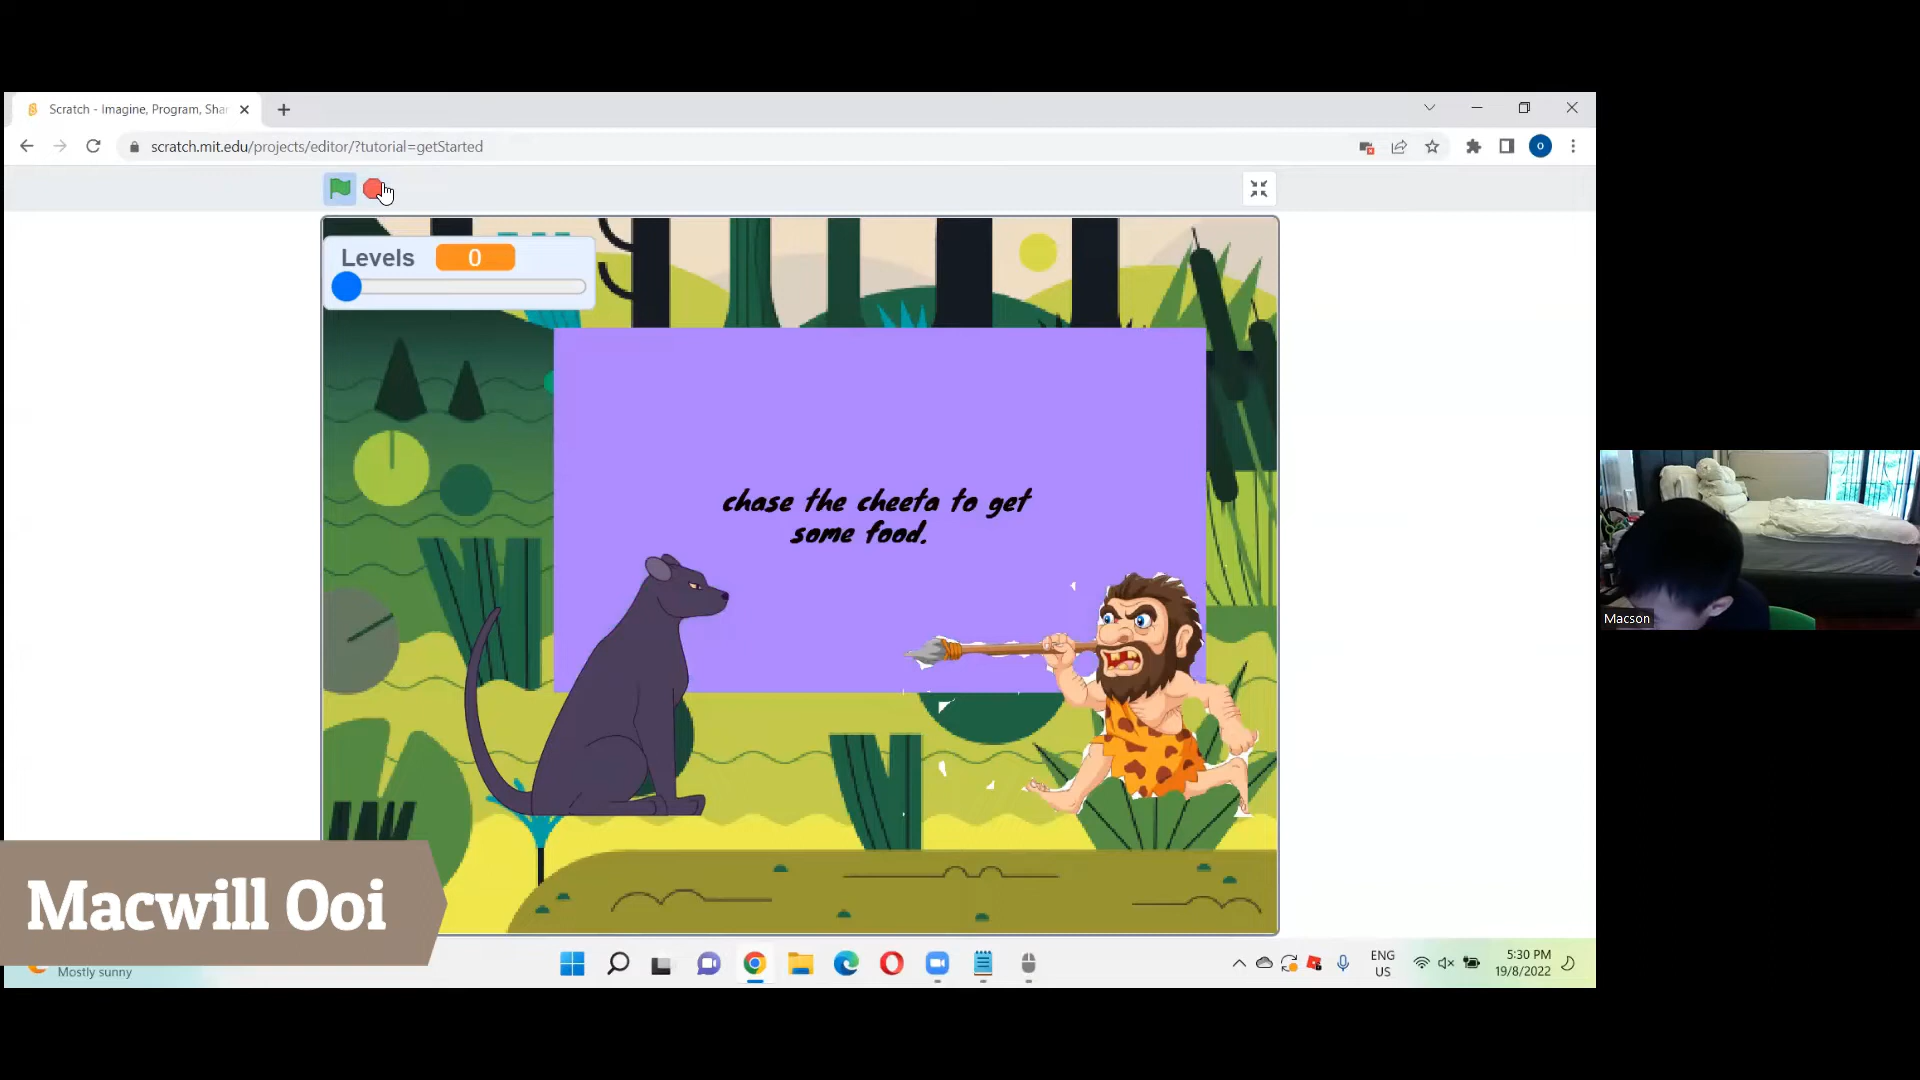 Scratch - Imagine, Program, Shar
scratch.mit.edu/projects/editor/?tutorial=getStarted
O
Levels 0
chase the cheeta to get
some food.
Macson
Macwill Ooi
Mostly sunny
ENG
US
5:30 PM
19/8/2022